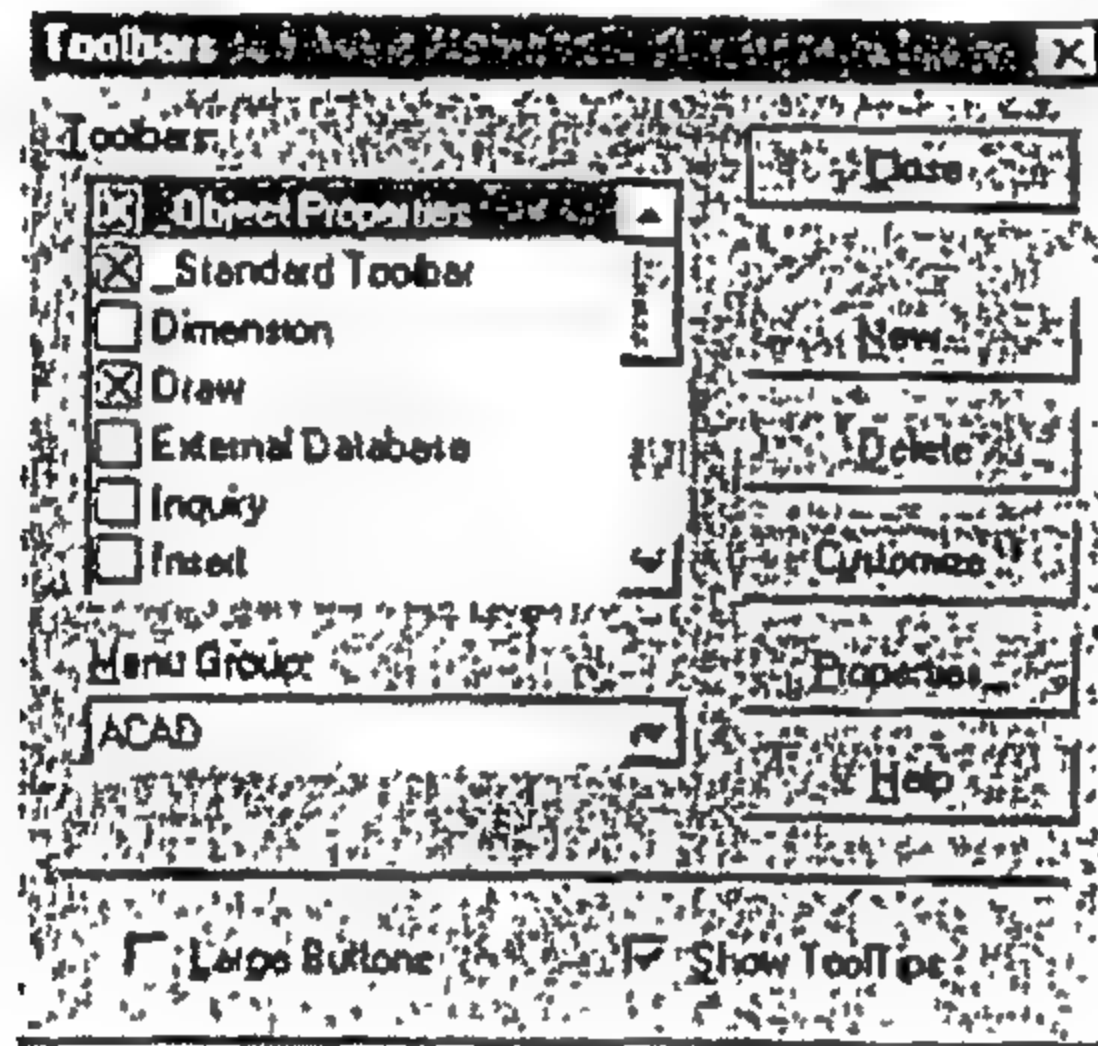 Toolbars
Toolbars:
_Object Properties
_Standard Toolbar
Dimension
Draw
External Database
Inquiry
Insert
Menu Group:
ACAD
Close
New...
Delete
Customize...
Properties...
Help
Large Buttons
Show ToolTips